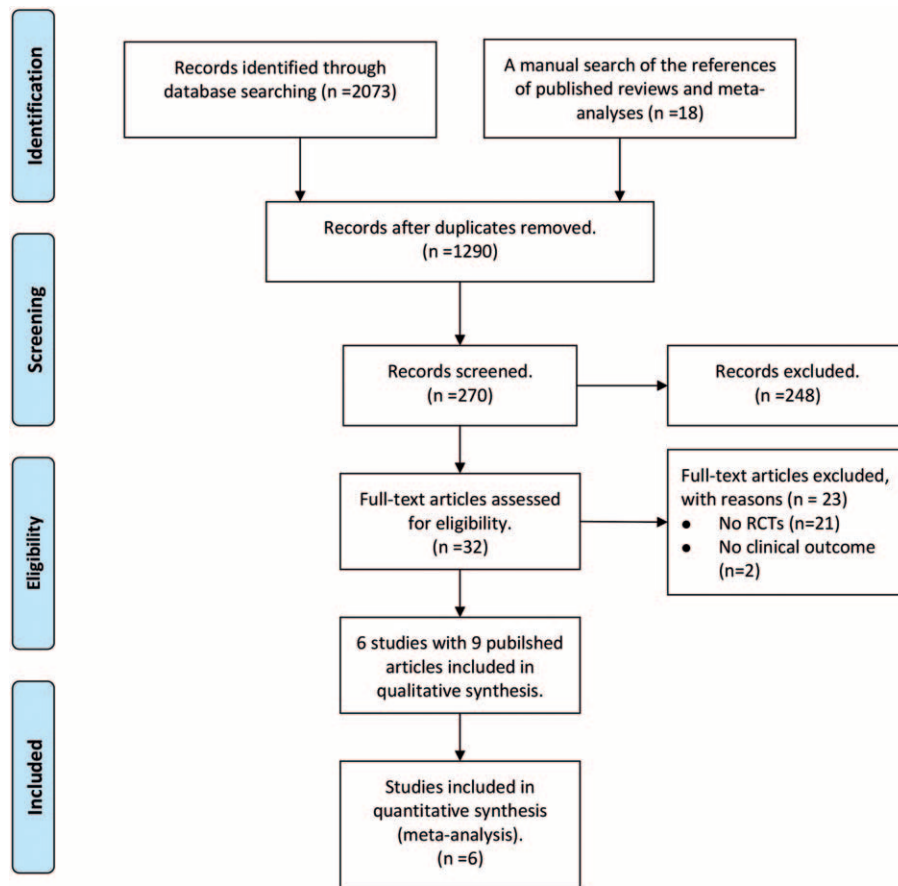 Identification
Records identified through
database searching (n =2073)
A manual search of the references
of published reviews and meta-
analyses (n =18)
Records after duplicates removed.
(n =1290)
Screening
Records screened.
(n =270)
Records excluded.
(n =248)
Eligibility
Full-text articles assessed
for eligibility.
(n =32)
Full-text articles excluded,
with reasons (n = 23)
● No RCTs (n=21)
● No clinical outcome
(n=2)
6 studies with 9 pubilshed
articles included in
qualitative synthesis.
Included
Studies included in
quantitative synthesis
(meta-analysis).
(n =6)